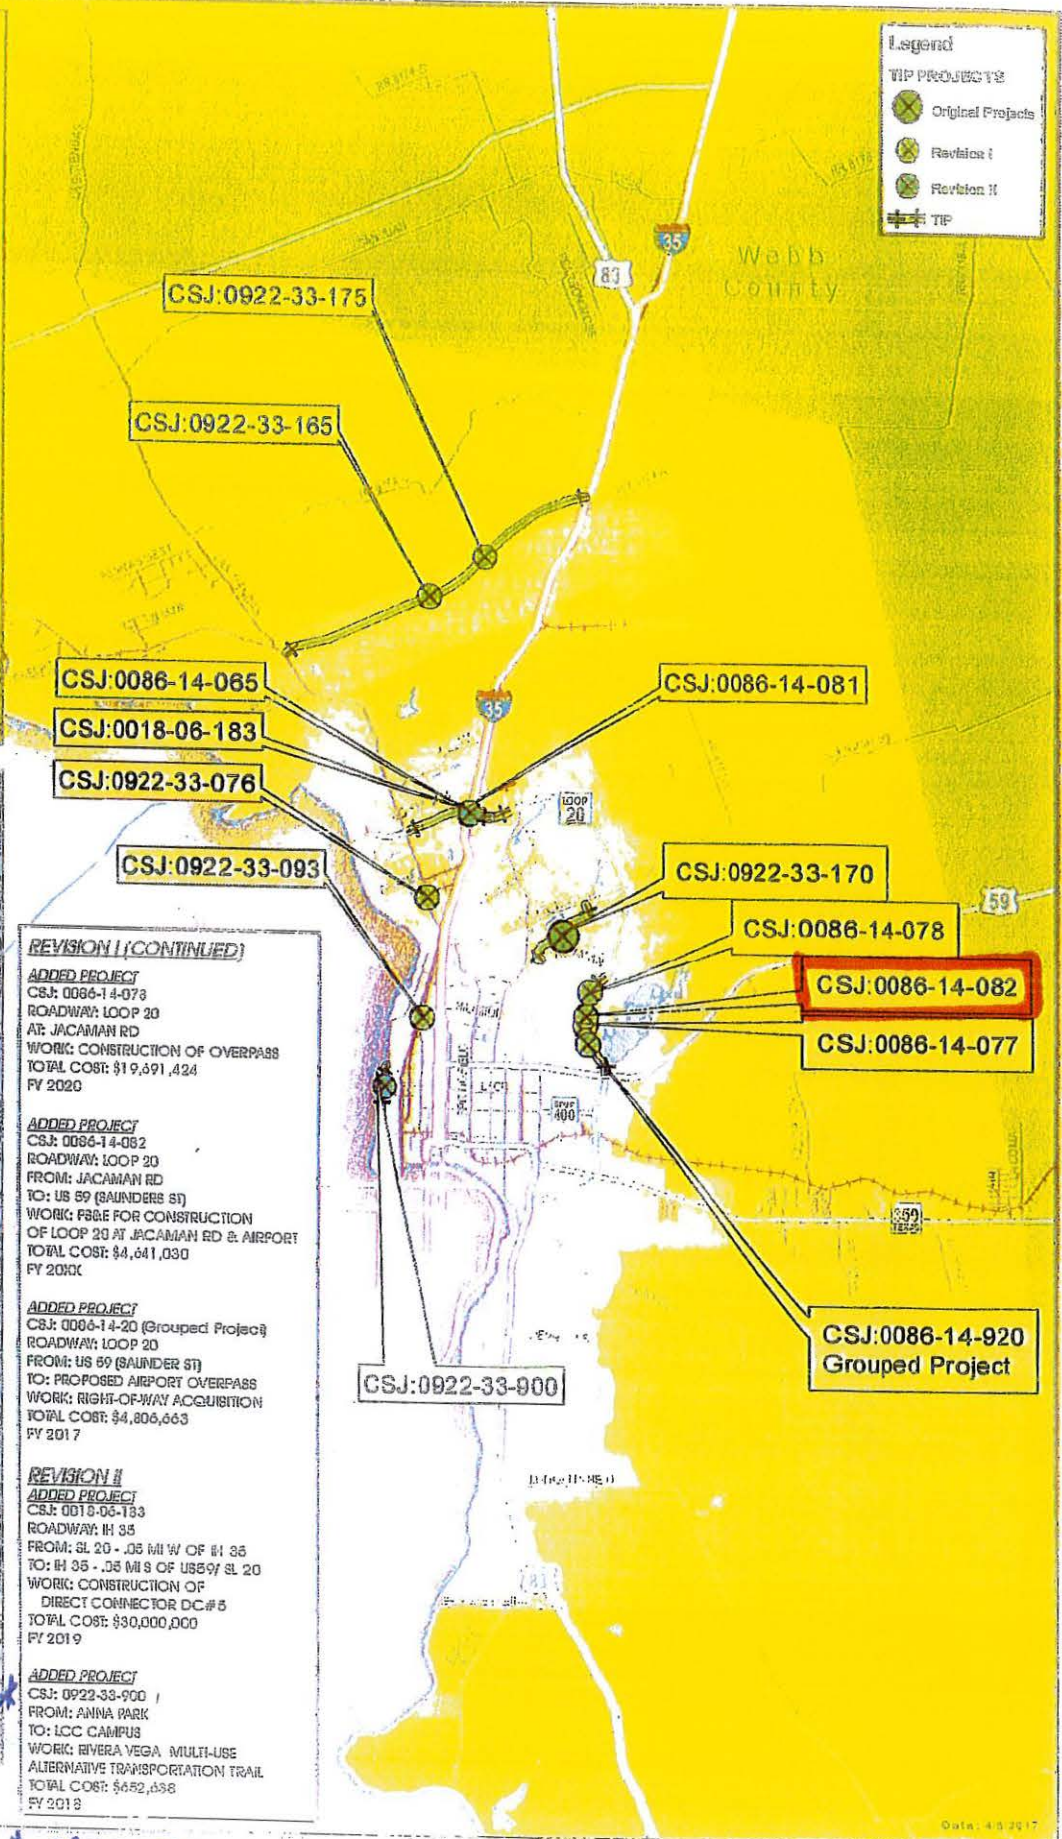 Legend
TIP PROJECTS
Original Projects
Revision I
Revision II
TIP
35
83
Webb
County
CSJ:0922-33-175
CSJ:0922-33-165
CSJ:0086-14-065
CSJ:0086-14-081
35
CSJ:0018-06-183
CSJ:0922-33-076
LOOP
20
CSJ:0922-33-093
CSJ:0922-33-170
59
CSJ:0086-14-078
CSJ:0086-14-082
CSJ:0086-14-077
SPUR
400
359
TEXAS
CSJ:0086-14-920
Grouped Project
CSJ:0922-33-900
83
REVISION I (CONTINUED)
ADDED PROJECT
CSJ: 0086-14-078
ROADWAY: LOOP 20
AT: JACAMAN RD
WORK: CONSTRUCTION OF OVERPASS
TOTAL COST: $19,691,424
FY 2020
ADDED PROJECT
CSJ: 0086-14-082
ROADWAY: LOOP 20
FROM: JACAMAN RD
TO: US 59 (SAUNDERS ST)
WORK: PS&E FOR CONSTRUCTION
OF LOOP 20 AT JACAMAN RD & AIRPORT
TOTAL COST: $4,641,030
FY 20XX
ADDED PROJECT
CSJ: 0086-14-20 (Grouped Project)
ROADWAY: LOOP 20
FROM: US 59 (SAUNDER ST)
TO: PROPOSED AIRPORT OVERPASS
WORK: RIGHT-OF-WAY ACQUISITION
TOTAL COST: $4,806,663
FY 2017
REVISION II
ADDED PROJECT
CSJ: 0018-06-183
ROADWAY: IH 35
FROM: SL 20 - .05 MI W OF IH 35
TO: IH 35 - .05 MI S OF US59/ SL 20
WORK: CONSTRUCTION OF
DIRECT CONNECTOR DC#5
TOTAL COST: $30,000,000
FY 2019
ADDED PROJECT
CSJ: 0922-33-900
FROM: ANNA PARK
TO: LCC CAMPUS
WORK: RIVERA VEGA MULTI-USE
ALTERNATIVE TRANSPORTATION TRAIL
TOTAL COST: $652,638
FY 2018
Date: 4/5/2017